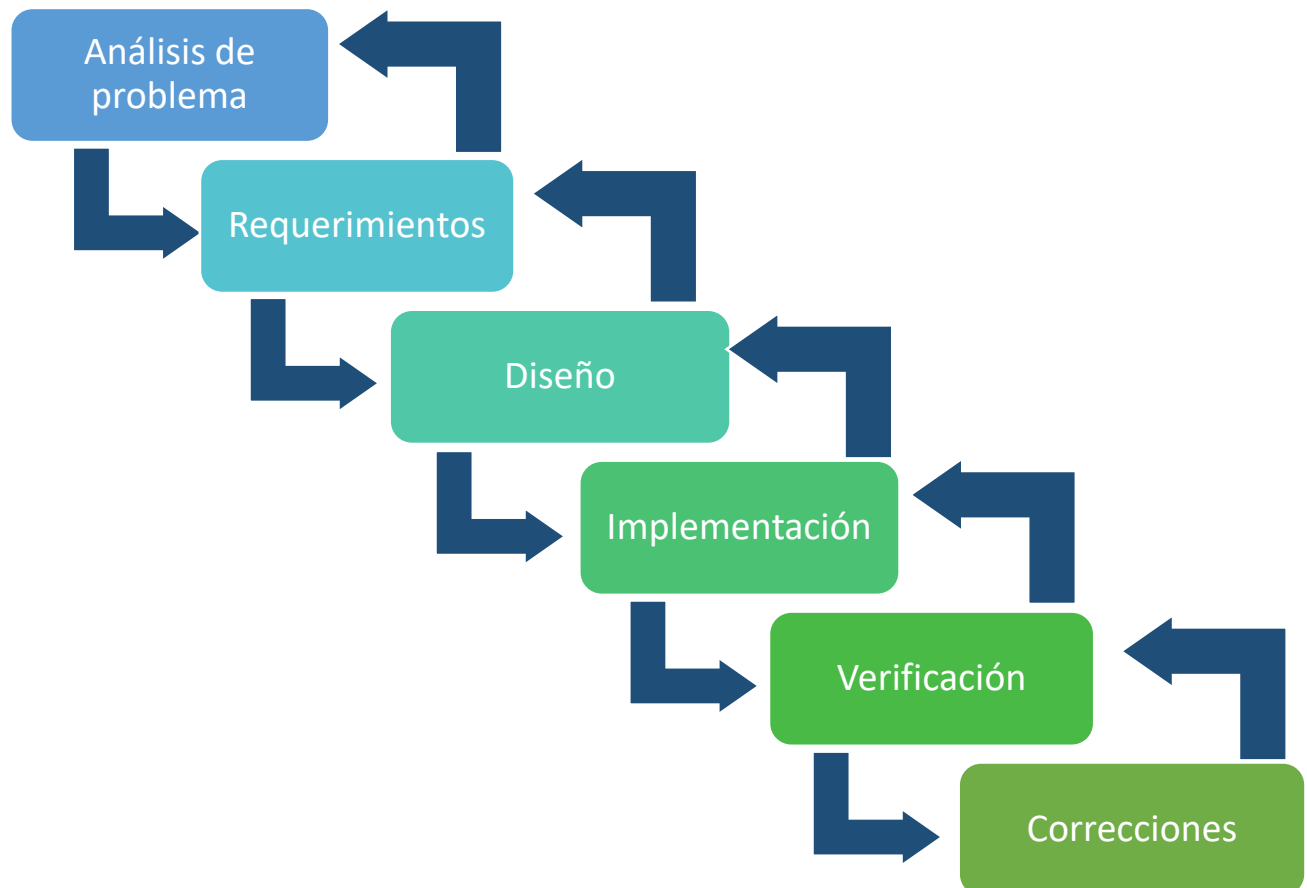 Análisis de
problema
Requerimientos
Diseño
Implementación
Verificación
Correcciones